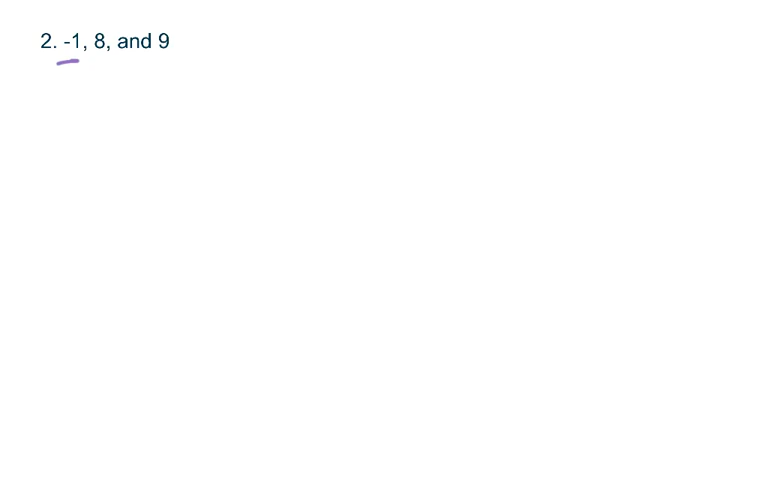 2. -1, 8, and 9